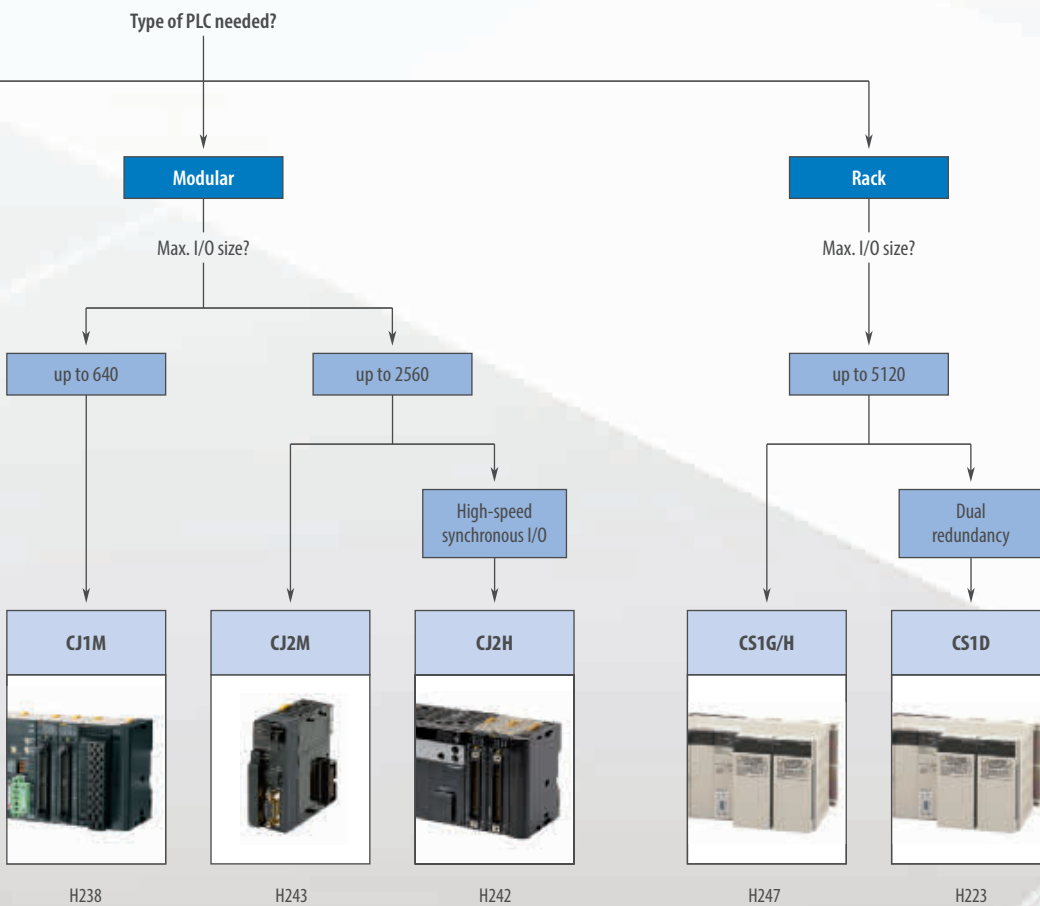 Type of PLC needed?
Modular
Rack
Max. I/O size?
Max. I/O size?
up to 640
up to 2560
up to 5120
High-speed
synchronous I/O
Dual
redundancy
CJ1M
CJ2M
CJ2H
CS1G/H
CS1D
H238
H243
H242
H247
H223